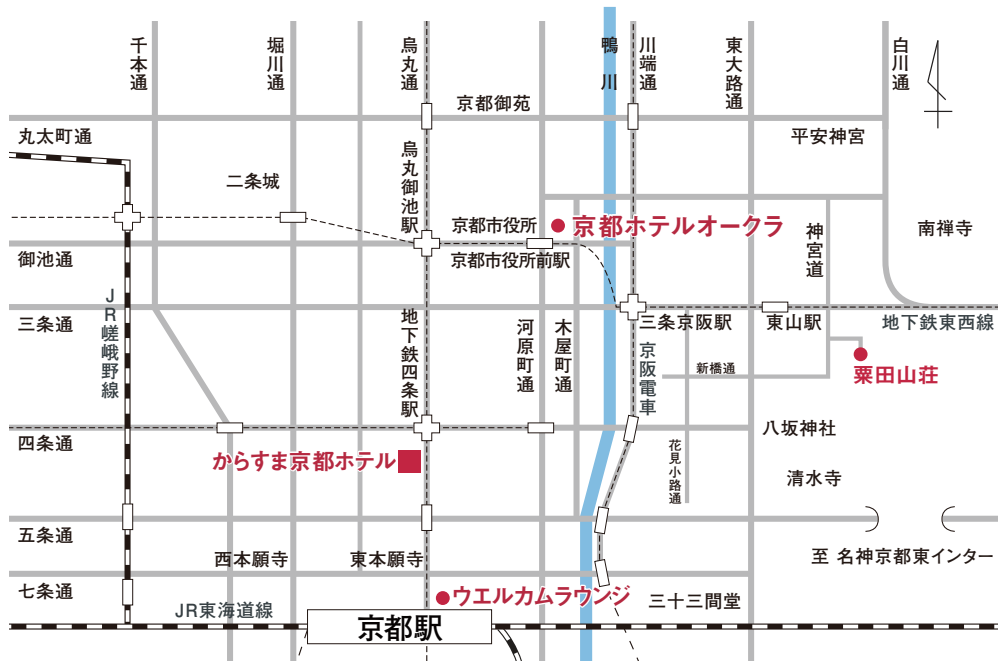 千本通
堀川通
烏丸通
鴨川
川端通
東大路通
白川通
京都御苑
丸太町通
平安神宮
烏丸御池駅
二条城
京都市役所
京都ホテルオークラ
神宮道
南禅寺
御池通
京都市役所前駅
JR嵯峨野線
三条通
地下鉄四条駅
河原町通
木屋町通
三条京阪駅
東山駅
地下鉄東西線
京阪電車
新橋通
粟田山荘
四条通
八坂神社
からすま京都ホテル
花見小路通
清水寺
五条通
西本願寺
東本願寺
至 名神京都東インター
七条通
JR東海道線
ウエルカムラウンジ
三十三間堂
京都駅